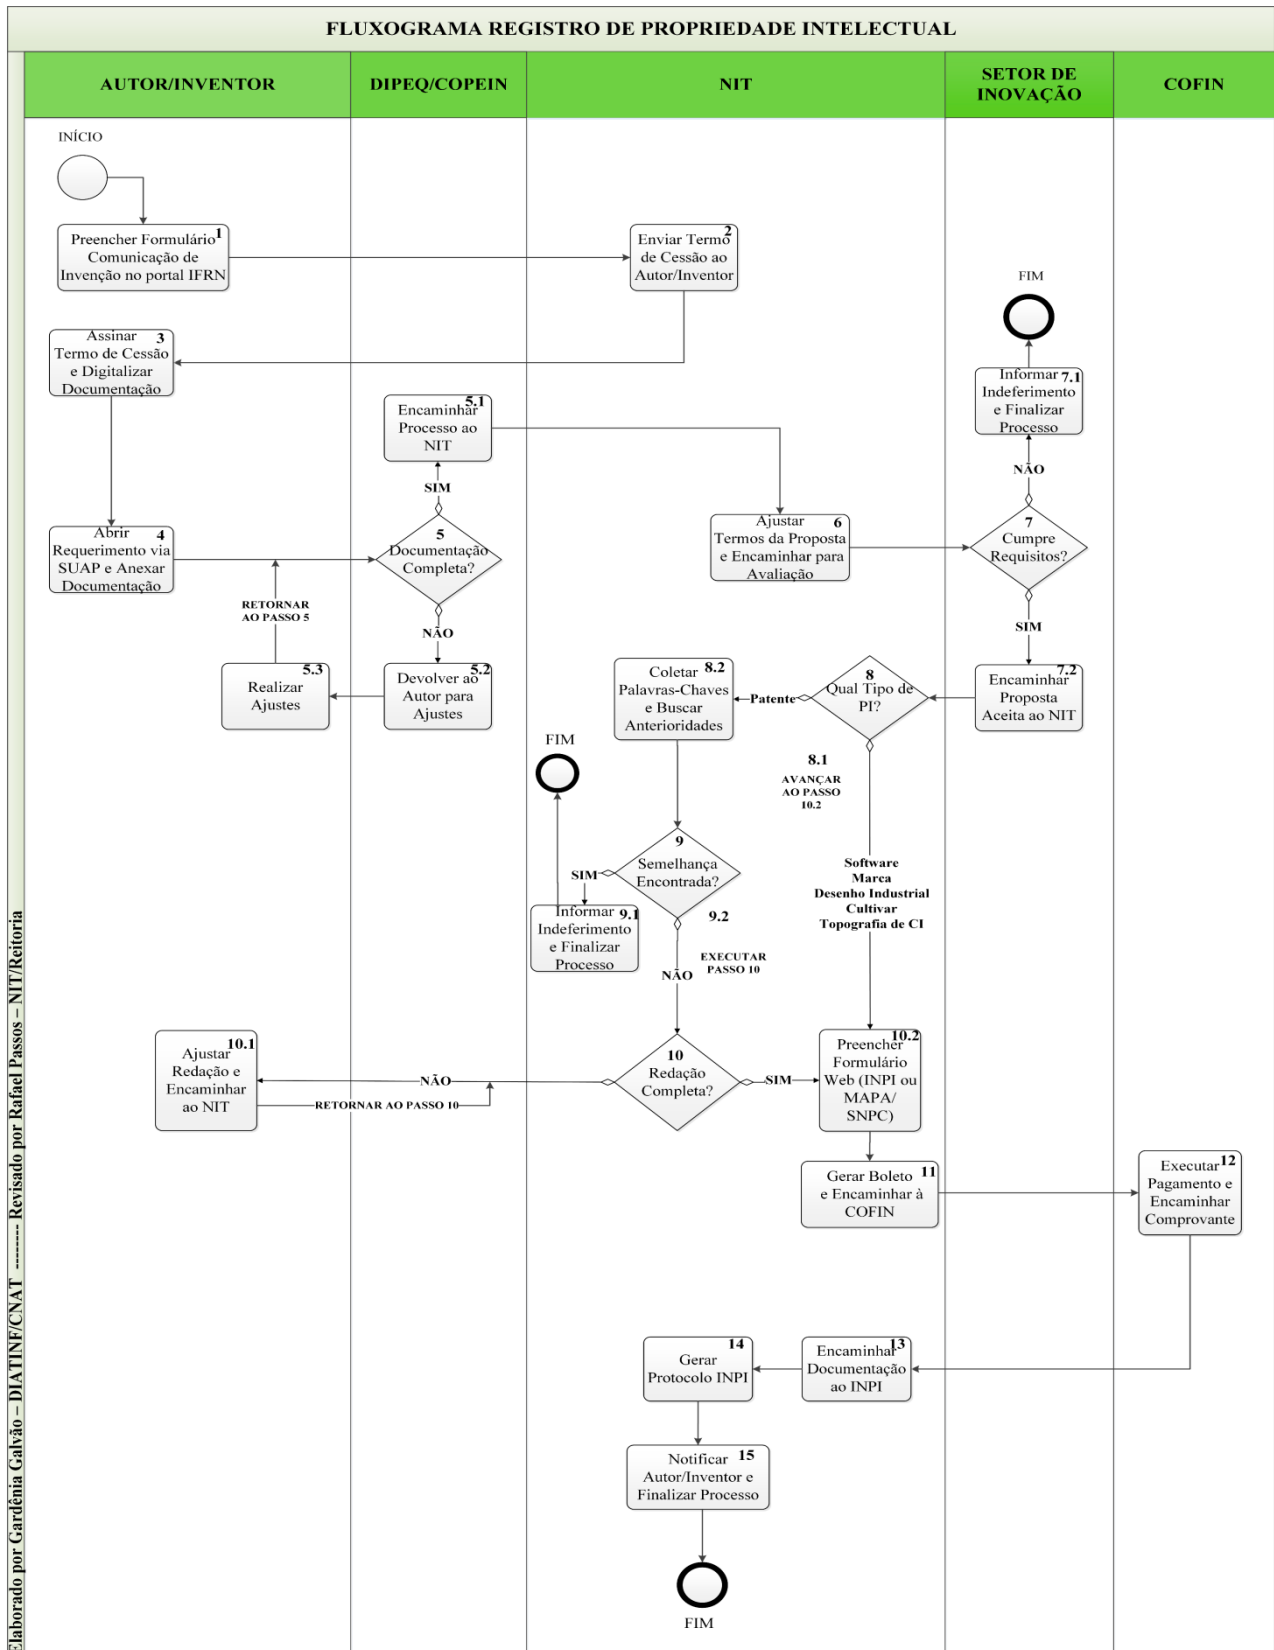 FLUXOGRAMA REGISTRO DE PROPRIEDADE INTELECTUAL
AUTOR/INVENTOR
DIPEQ/COPEIN
NIT
SETOR DE
INOVAÇÃO
COFIN
INÍCIO
1
Preencher Formulário
Comunicação de
Invenção no portal IFRN
2
Enviar Termo
de Cessão ao
Autor/Inventor
3
Assinar
Termo de Cessão
e Digitalizar
Documentação
4
Abrir
Requerimento via
SUAP e Anexar
Documentação
5
Documentação
Completa?
SIM
5.1
Encaminhar
Processo ao
NIT
NÃO
5.2
Devolver ao
Autor para
Ajustes
5.3
Realizar
Ajustes
RETORNAR
AO PASSO 5
6
Ajustar
Termos da Proposta
e Encaminhar para
Avaliação
7
Cumpre
Requisitos?
NÃO
7.1
Informar
Indeferimento
e Finalizar
Processo
FIM
SIM
7.2
Encaminhar
Proposta
Aceita ao NIT
8
Qual Tipo de
PI?
Patente
8.1
AVANÇAR
AO PASSO
10.2
Software
Marca
Desenho Industrial
Cultivar
Topografia de CI
8.2
Coletar
Palavras-Chaves
e Buscar
Anterioridades
9
Semelhança
Encontrada?
SIM
9.1
Informar
Indeferimento
e Finalizar
Processo
FIM
9.2
EXECUTAR
PASSO 10
NÃO
10
Redação
Completa?
NÃO
10.1
Ajustar
Redação e
Encaminhar
ao NIT
RETORNAR AO PASSO 10
SIM
10.2
Preencher
Formulário
Web (INPI ou
MAPA/
SNPC)
11
Gerar Boleto
e Encaminhar à
COFIN
12
Executar
Pagamento e
Encaminhar
Comprovante
13
Encaminhar
Documentação
ao INPI
14
Gerar
Protocolo INPI
15
Notificar
Autor/Inventor e
Finalizar Processo
FIM
Elaborado por Gardênia Galvão – DIATINF/CNAT -------- Revisado por Rafael Passos – NIT/Reitoria